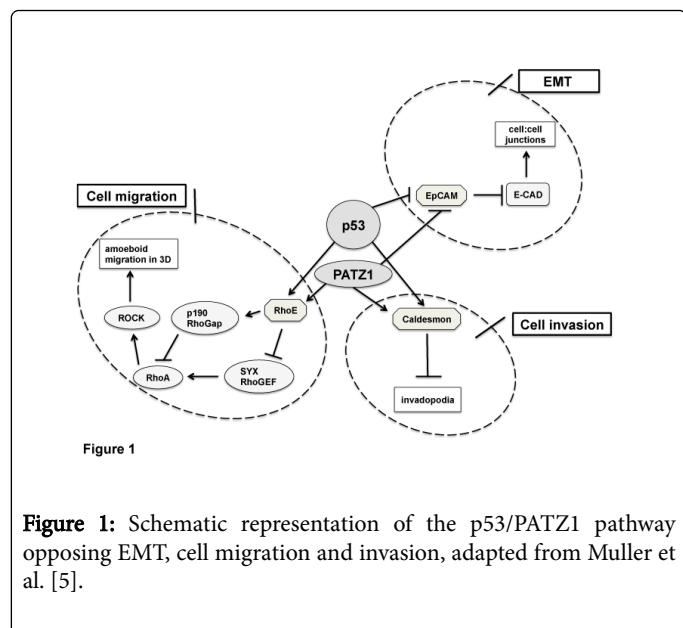 EMT
cell:cell
junctions
EpCAM
E-CAD
Cell migration
p53
amoeboid
migration in 3D
PATZ1
p190
RhoGap
RhoE
ROCK
Caldesmon
Cell invasion
RhoA
SYX
RhoGEF
invadopodia
Figure 1
Figure 1: Schematic representation of the p53/PATZ1 pathway
opposing EMT, cell migration and invasion, adapted from Muller et
al. [5].